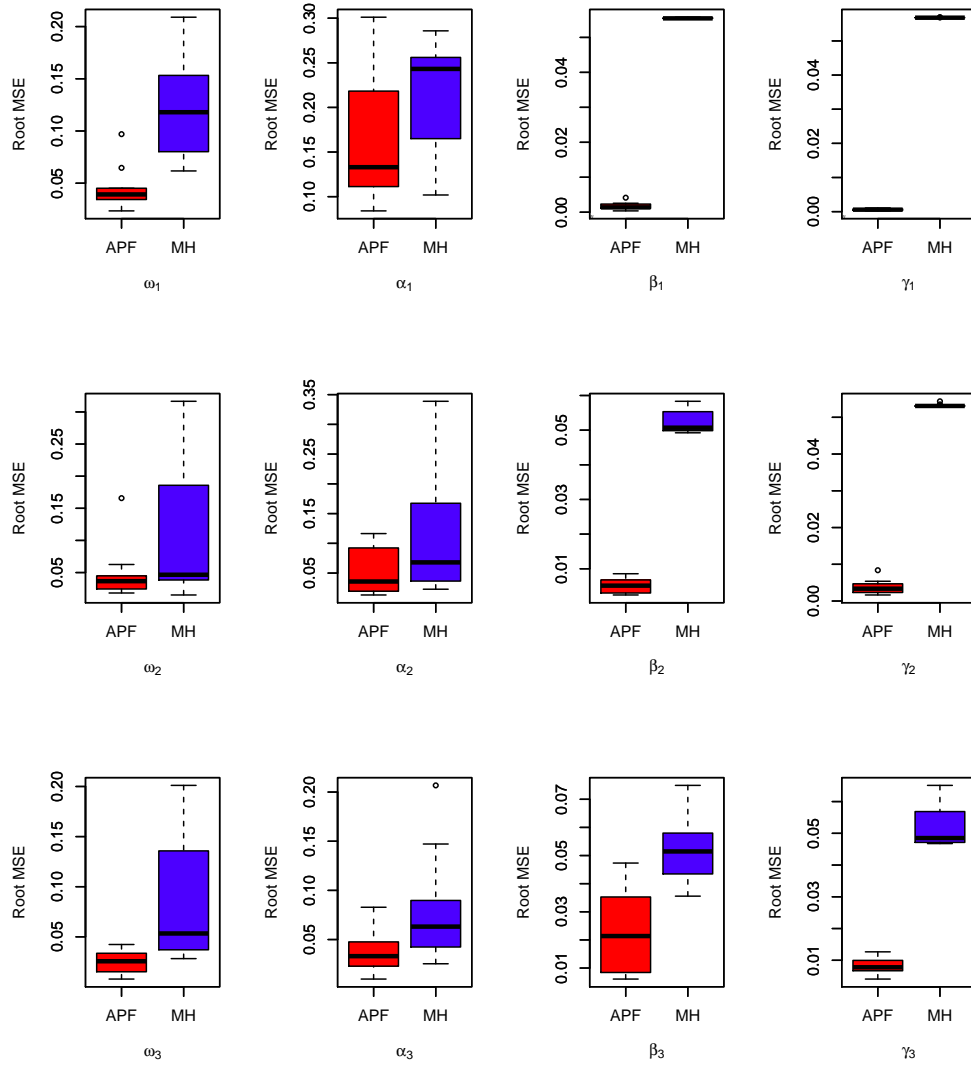 Root MSE
0.05 0.10 0.15 0.20
APF MH
ω1
Root MSE
0.10 0.15 0.20 0.25 0.30
APF MH
α1
Root MSE
0.00 0.02 0.04
APF MH
β1
Root MSE
0.00 0.02 0.04
APF MH
γ1
Root MSE
0.05 0.15 0.25
APF MH
ω2
Root MSE
0.05 0.15 0.25 0.35
APF MH
α2
Root MSE
0.01 0.03 0.05
APF MH
β2
Root MSE
0.00 0.02 0.04
APF MH
γ2
Root MSE
0.05 0.10 0.15 0.20
APF MH
ω3
Root MSE
0.05 0.10 0.15 0.20
APF MH
α3
Root MSE
0.01 0.03 0.05 0.07
APF MH
β3
Root MSE
0.01 0.03 0.05
APF MH
γ3